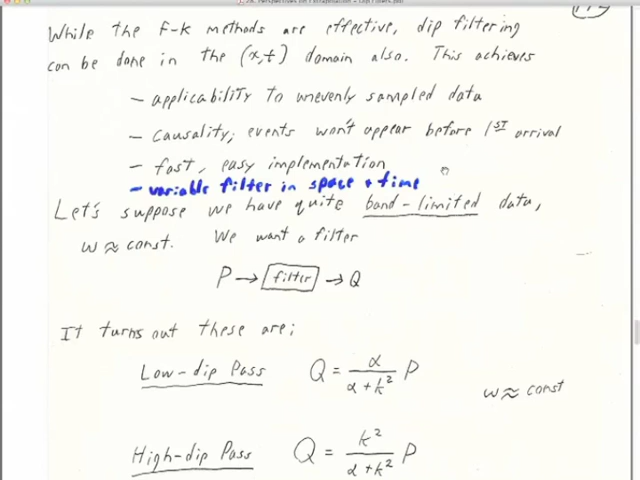 While the F-K methods are effective, dip filtering
can be done in the (x,t) domain also. This achieves
- applicability to unevenly sampled data
- causality; events won't appear before 1ST arrival
- fast, easy implementation
- variable filter in space + time
Let's suppose we have quite band-limited data,
ω ≈ const. We want a filter
P → filter → Q
It turns out these are;
Low-dip Pass Q = α / (α + k²) P
ω ≈ const
High-dip Pass Q = k² / (α + k²) P